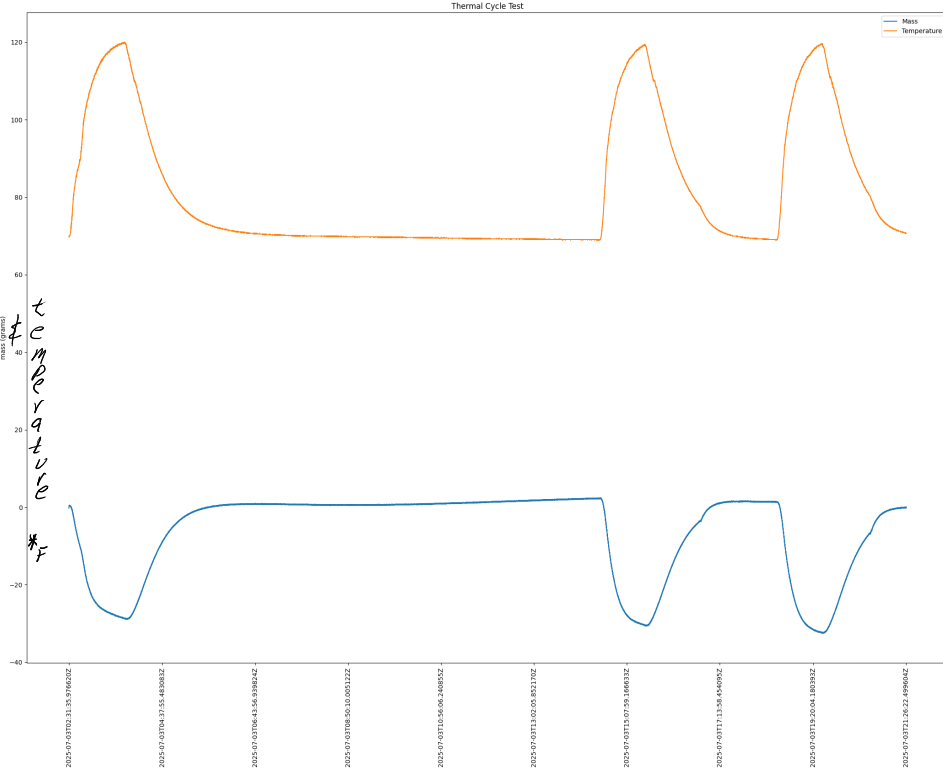 Thermal Cycle Test
Mass
Temperature
120
100
80
60
40
20
0
−20
−40
mass (grams)
& temperature °F
2025-07-03T02:31:35.976620Z
2025-07-03T04:37:55.483083Z
2025-07-03T06:43:56.939824Z
2025-07-03T08:50:10.005122Z
2025-07-03T10:56:06.240855Z
2025-07-03T13:02:05.852170Z
2025-07-03T15:07:59.166633Z
2025-07-03T17:13:58.454095Z
2025-07-03T19:20:04.180393Z
2025-07-03T21:26:22.499604Z